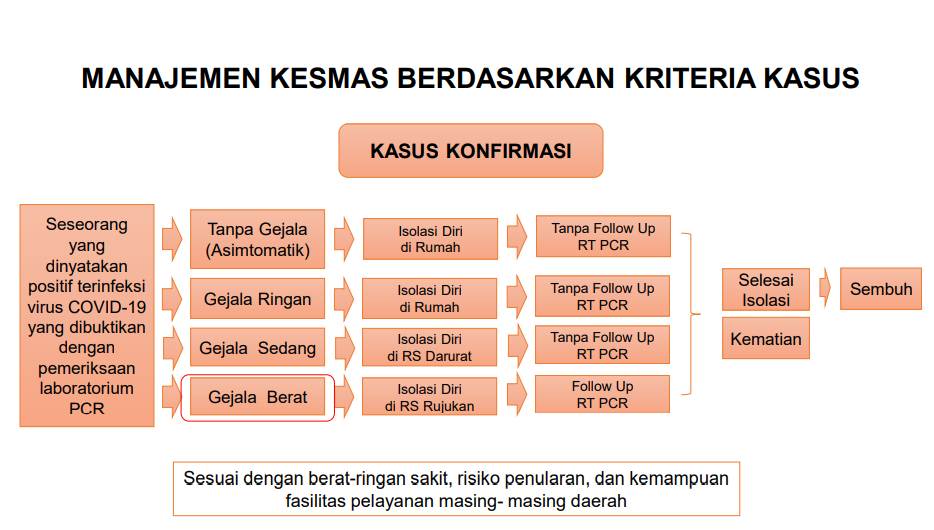 MANAJEMEN KESMAS BERDASARKAN KRITERIA KASUS
KASUS KONFIRMASI
Seseorang
yang
dinyatakan
positif terinfeksi
virus COVID-19
yang dibuktikan
dengan
pemeriksaan
laboratorium
PCR
Tanpa Gejala
(Asimtomatik)
Isolasi Diri
di Rumah
Tanpa Follow Up
RT PCR
Gejala Ringan
Isolasi Diri
di Rumah
Tanpa Follow Up
RT PCR
Gejala Sedang
Isolasi Diri
di RS Darurat
Tanpa Follow Up
RT PCR
Gejala Berat
Isolasi Diri
di RS Rujukan
Follow Up
RT PCR
Selesai
Isolasi
Sembuh
Kematian
Sesuai dengan berat-ringan sakit, risiko penularan, dan kemampuan
fasilitas pelayanan masing- masing daerah